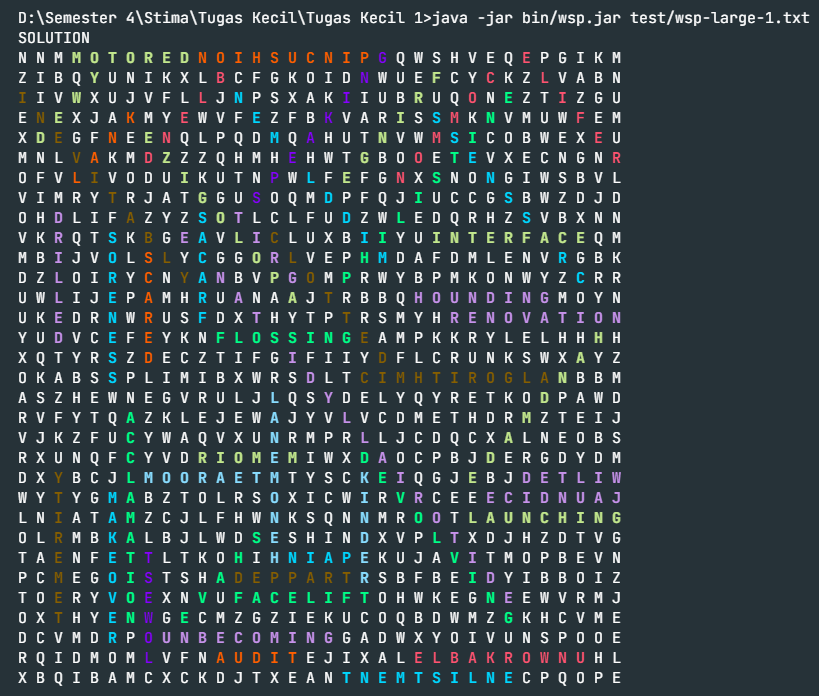 D:\Semester 4\Stima\Tugas Kecil\Tugas Kecil 1>java -jar bin/wsp.jar test/wsp-large-1.txt
SOLUTION
N N M M O T O R E D N O I H S U C N I P G Q W S H V E Q E P G I K M
Z I B Q Y U N I K X L B C F G K O I D N W U E F C Y C K Z L V A B N
I I V W X U J V F L L J N P S X A K I I U B R U Q O N E Z T I Z G U
E N E X J A K M Y E W V F E Z F B K V A R I S S M K N V M U W F E M
X D E G F N E E N Q L P Q D M Q A H U T N V W M S I C O B W E X E U
M N L V A K M D Z Z Z Q H M H E H W T G B O O E T E V X E C N G N R
O F V L I V O D U I K U T N P W L F E F G N X S N O N G I W S B V L
V I M R Y T R J A T G G U S O Q M D P F Q J I U C C G S B W Z D J D
O H D L I F A Z Y Z S O T L C L F U D Z W L E D Q R H Z S V B X N N
V K R Q T S K B G E A V L I C L U X B I I Y U I N T E R F A C E Q M
M B I J V O L S L Y C G G O R L V E P H M D A F D M L E N V R G B K
D Z L O I R Y C N Y A N B V P G O M P R W Y B P M K O N W Y Z C R R
U W L I J E P A M H R U A N A A J T R B B Q H O U N D I N G M O Y N
U K E D R N W R U S F D X T H Y T P T R S M Y H R E N O V A T I O N
Y U D V C E F E Y K N F L O S S I N G E A M P K K R Y L E L H H H H
X Q T Y R S Z D E C Z T I F G I F I I Y D F L C R U N K S W X A Y Z
O K A B S S P L I M I B X W R S D L T C I M H T I R O G L A N B B M
A S Z H E W N E G V R U L J L Q S Y D E L Y Q Y R E T K O D P A W D
R V F Y T Q A Z K L E J E W A J Y V L V C D M E T H D R M Z T E I J
V J K Z F U C Y W A Q V X U N R M P R L L J C D Q C X A L N E O B S
R X U N Q F C Y V D R I O M E M I W X D A O C P B J D E R G D Y D M
D X Y B C J L M O O R A E T M T Y S C K E I Q G J E B J D E T L I W
W Y T Y G M A B Z T O L R S O X I C W I R V R C E E E C I D N U A J
L N I A T A M Z C J L F H W N K S Q N N M R O O T L A U N C H I N G
O L R M B K A L B J L W D S E S H I N D X V P L T X D J H Z D T V G
T A E N F E T T L T K O H I H N I A P E K U J A V I T M O P B E V N
P C M E G O I S T S H A D E P P A R T R S B F B E I D Y I B B O I Z
T O E R Y V O E X N V U F A C E L I F T O H W K E G N E E W V R M J
O X T H Y E N W G E C M Z G Z I E K U C O Q B D W M Z G K H C V M E
D C V M D R P O U N B E C O M I N G G A D W X Y O I V U N S P O O E
R Q I D M O M L V F N A U D I T E J I X A L E L B A K R O W N U H L
X B Q I B A M C X C K D J T X E A N T N E M T S I L N E C P Q O P E